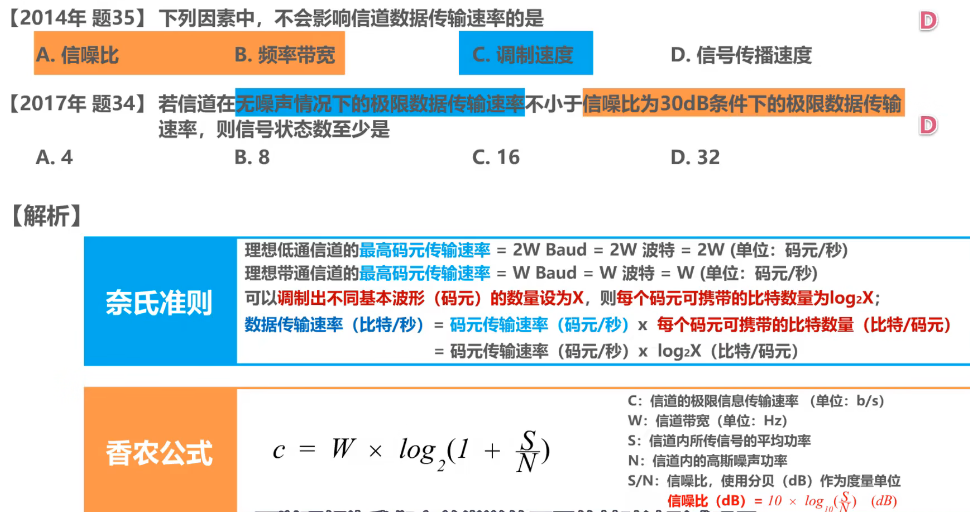 【2014年 题35】下列因素中，不会影响信道数据传输速率的是
D
A. 信噪比 B. 频率带宽 C. 调制速度 D. 信号传播速度
【2017年 题34】若信道在无噪声情况下的极限数据传输速率不小于信噪比为30dB条件下的极限数据传输
速率，则信号状态数至少是
D
A. 4 B. 8 C. 16 D. 32
【解析】
奈氏准则
理想低通信道的最高码元传输速率 = 2W Baud = 2W 波特 = 2W (单位：码元/秒)
理想带通信道的最高码元传输速率 = W Baud = W 波特 = W (单位：码元/秒)
可以调制出不同基本波形（码元）的数量设为X，则每个码元可携带的比特数量为log₂X；
数据传输速率（比特/秒）= 码元传输速率（码元/秒）x 每个码元可携带的比特数量（比特/码元）
= 码元传输速率（码元/秒）x log₂X（比特/码元）
香农公式
c = W × log₂(1 + S/N)
C：信道的极限信息传输速率 （单位：b/s）
W：信道带宽（单位：Hz)
S：信道内所传信号的平均功率
N：信道内的高斯噪声功率
S/N：信噪比，使用分贝（dB）作为度量单位
信噪比（dB）= 10 × log₁₀(S/N) (dB)